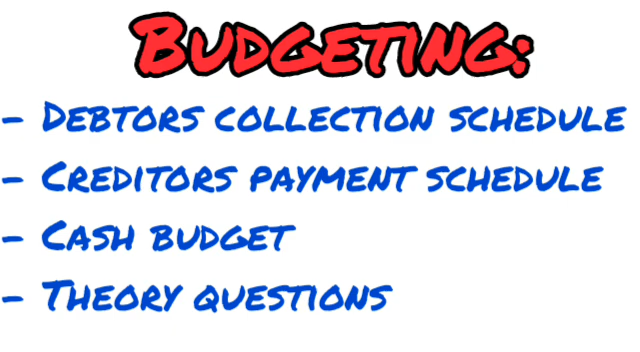 Budgeting:
- Debtors collection schedule
- Creditors payment schedule
- Cash budget
- Theory questions